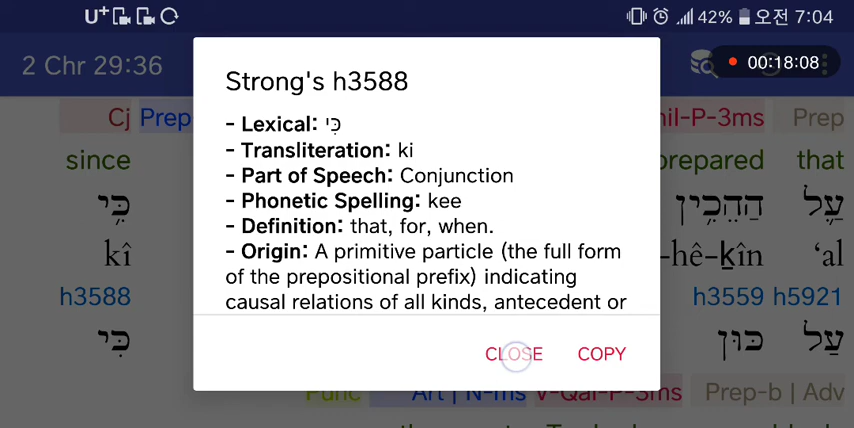 U+ 42% 오전 7:04
2 Chr 29:36 00:18:08
Strong's h3588
- Lexical: כִּי
- Transliteration: ki
- Part of Speech: Conjunction
- Phonetic Spelling: kee
- Definition: that, for, when.
- Origin: A primitive particle (the full form
of the prepositional prefix) indicating
causal relations of all kinds, antecedent or
CLOSE COPY
Cj Prep hil-P-3ms Prep
since prepared that
כִּ֥י הַהֵכִ֥ין עַ֛ל
kî -hê-ḵîn ‘al
h3588 h3559 h5921
כִּי כּוּן עַל
Punc Art | N-ms V-Qal-P-3ms Prep-b | Adv